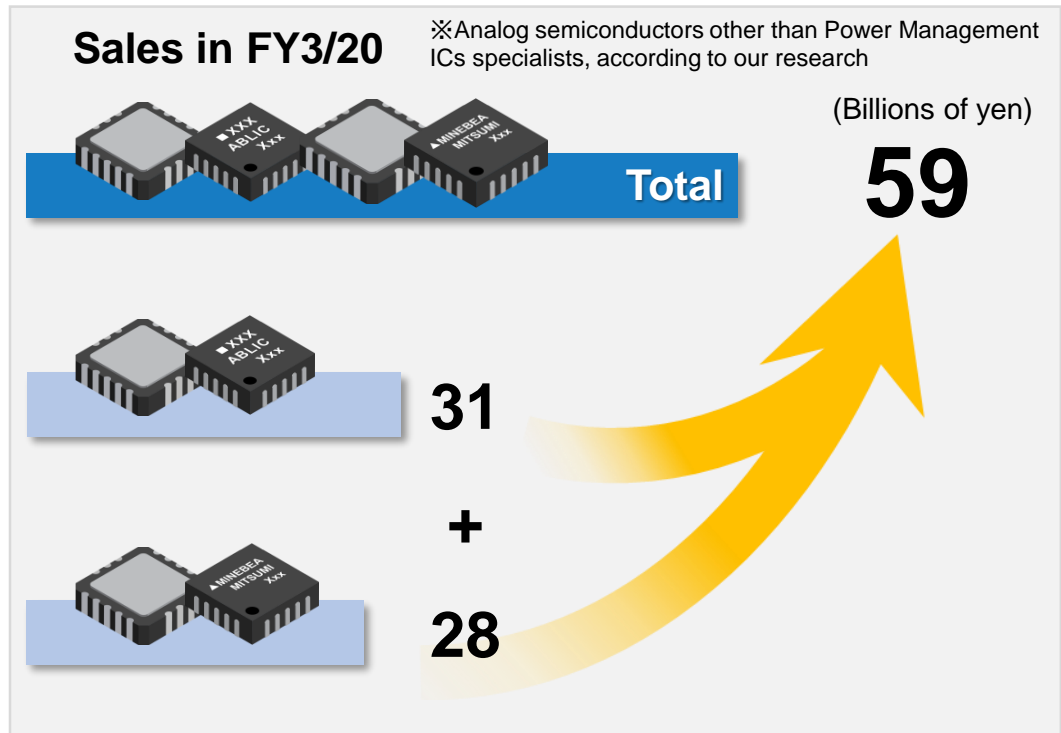 Sales in FY3/20
※Analog semiconductors other than Power Management
ICs specialists, according to our research
(Billions of yen)
■XXX
ABLIC
Xxx
▲MINEBEA
MITSUMI
Xxx
Total
59
■XXX
ABLIC
Xxx
31
+
▲MINEBEA
MITSUMI
Xxx
28